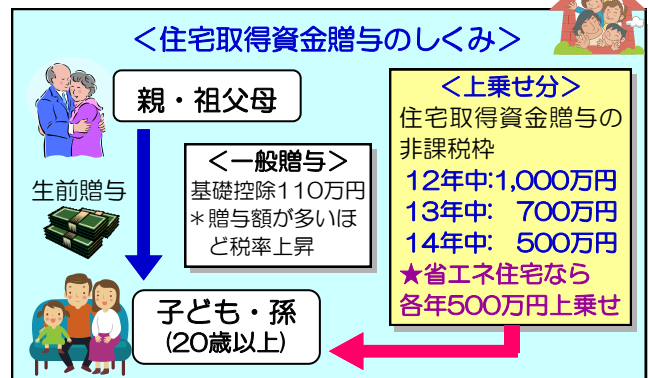 ＜住宅取得資金贈与のしくみ＞
親・祖父母
生前贈与
＜一般贈与＞
基礎控除110万円
＊贈与額が多いほ
ど税率上昇
＜上乗せ分＞
住宅取得資金贈与の
非課税枠
12年中:1,000万円
13年中: 700万円
14年中: 500万円
★省エネ住宅なら
各年500万円上乗せ
子ども・孫
(20歳以上)